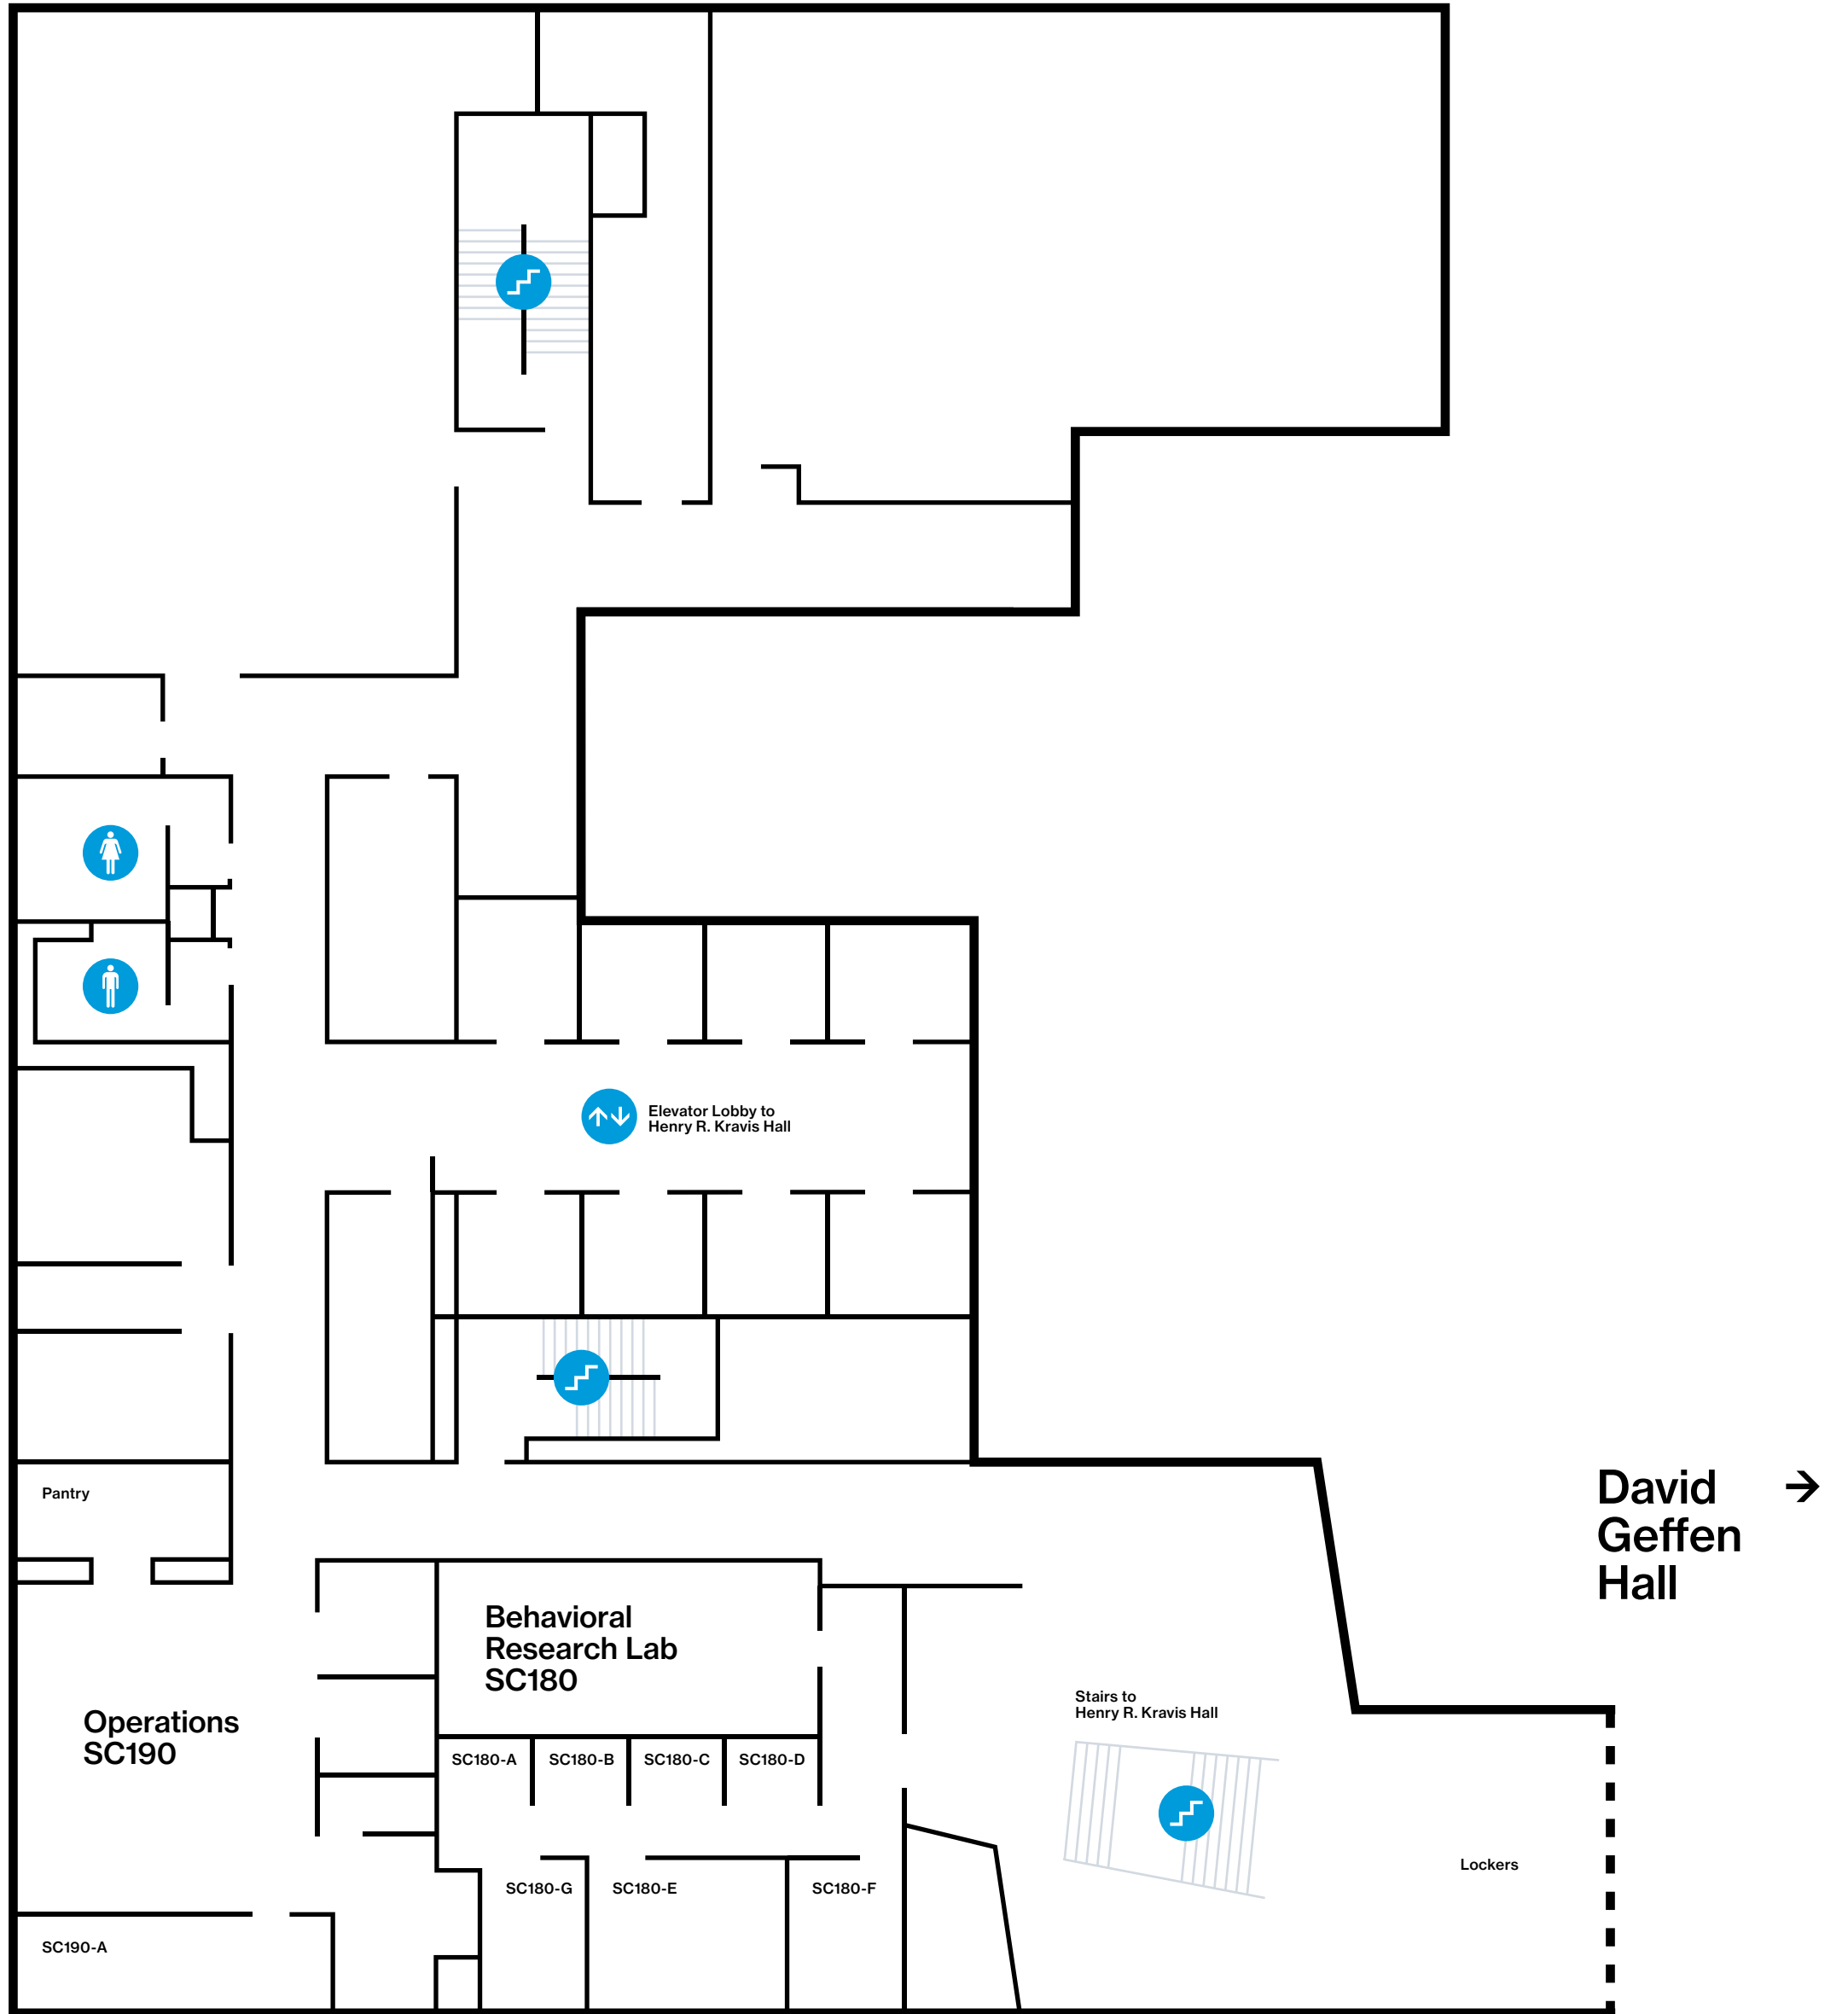 Elevator Lobby to
Henry R. Kravis Hall
Pantry
David
Geffen
Hall
Behavioral
Research Lab
SC180
Operations
SC190
Stairs to
Henry R. Kravis Hall
SC180-A
SC180-B
SC180-C
SC180-D
Lockers
SC180-G
SC180-E
SC180-F
SC190-A